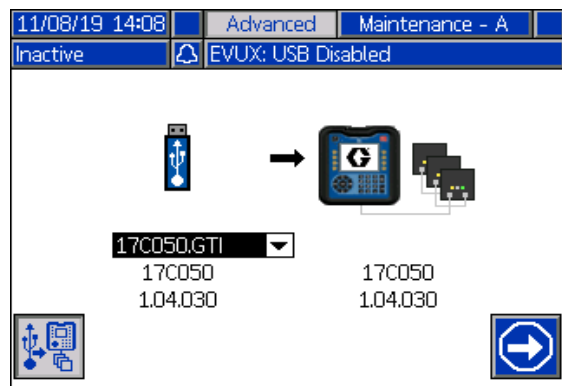 11/08/19 14:08 Advanced Maintenance - A
Inactive EVUX: USB Disabled
17C050.GTI
17C050 17C050
1.04.030 1.04.030